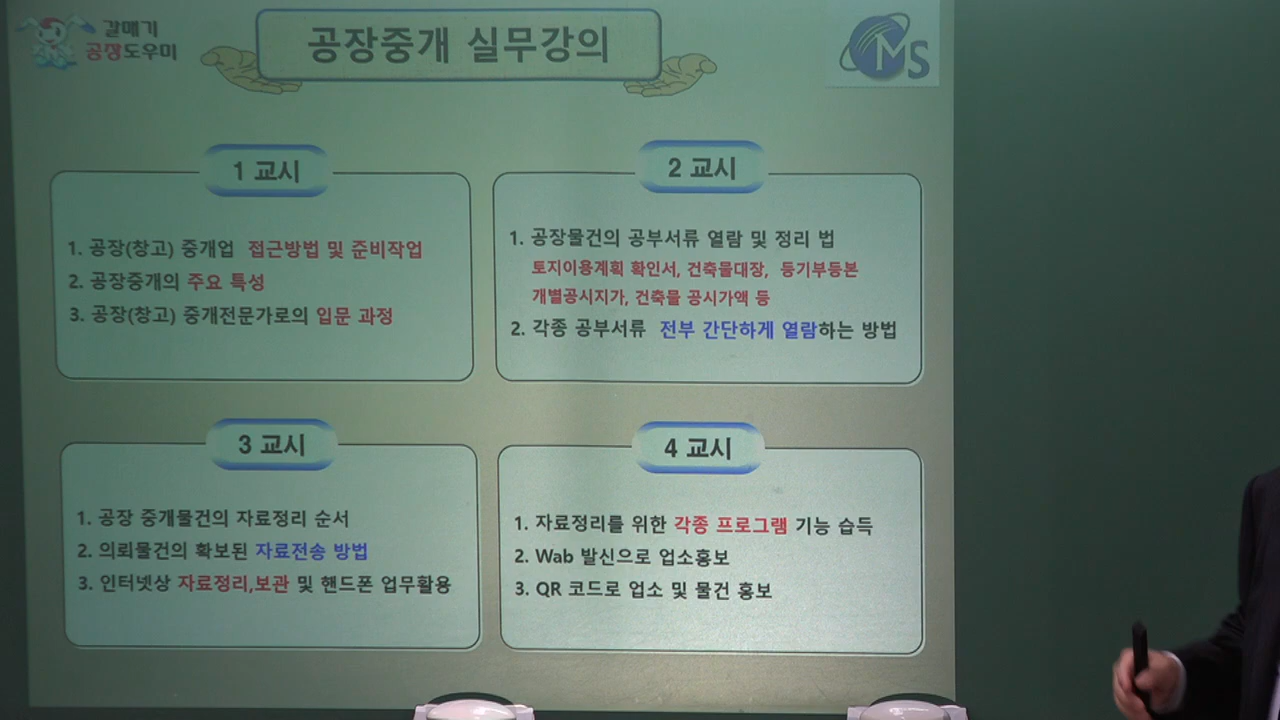 갈매기
공장도우미
공장중개 실무강의
CMS
1 교시
1. 공장(창고) 중개업 접근방법 및 준비작업
2. 공장중개의 주요 특성
3. 공장(창고) 중개전문가로의 입문 과정
2 교시
1. 공장물건의 공부서류 열람 및 정리 법
토지이용계획 확인서, 건축물대장, 등기부등본
개별공시지가, 건축물 공시가액 등
2. 각종 공부서류 전부 간단하게 열람하는 방법
3 교시
1. 공장 중개물건의 자료정리 순서
2. 의뢰물건의 확보된 자료전송 방법
3. 인터넷상 자료정리,보관 및 핸드폰 업무활용
4 교시
1. 자료정리를 위한 각종 프로그램 기능 습득
2. Wab 발신으로 업소홍보
3. QR 코드로 업소 및 물건 홍보